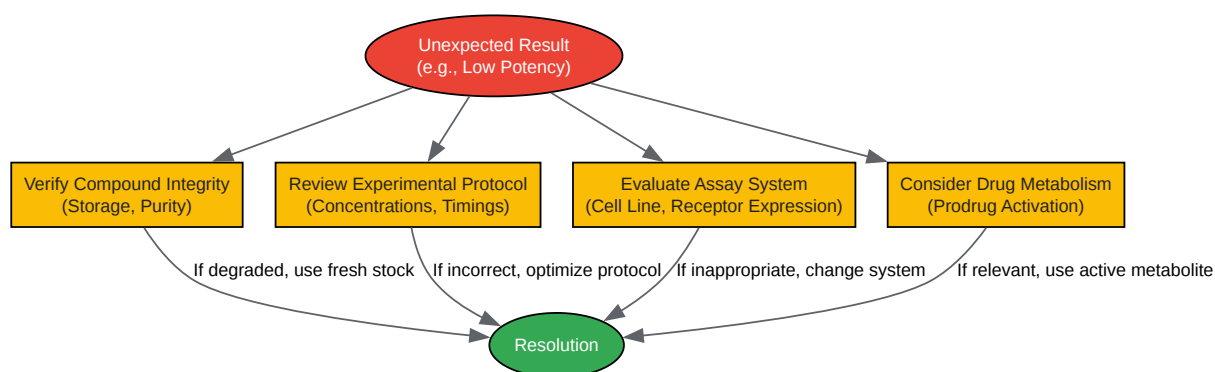 Unexpected Result
(e.g., Low Potency)
Verify Compound Integrity
(Storage, Purity)
Review Experimental Protocol
(Concentrations, Timings)
Evaluate Assay System
(Cell Line, Receptor Expression)
Consider Drug Metabolism
(Prodrug Activation)
If degraded, use fresh stock
If incorrect, optimize protocol
If inappropriate, change system
If relevant, use active metabolite
Resolution